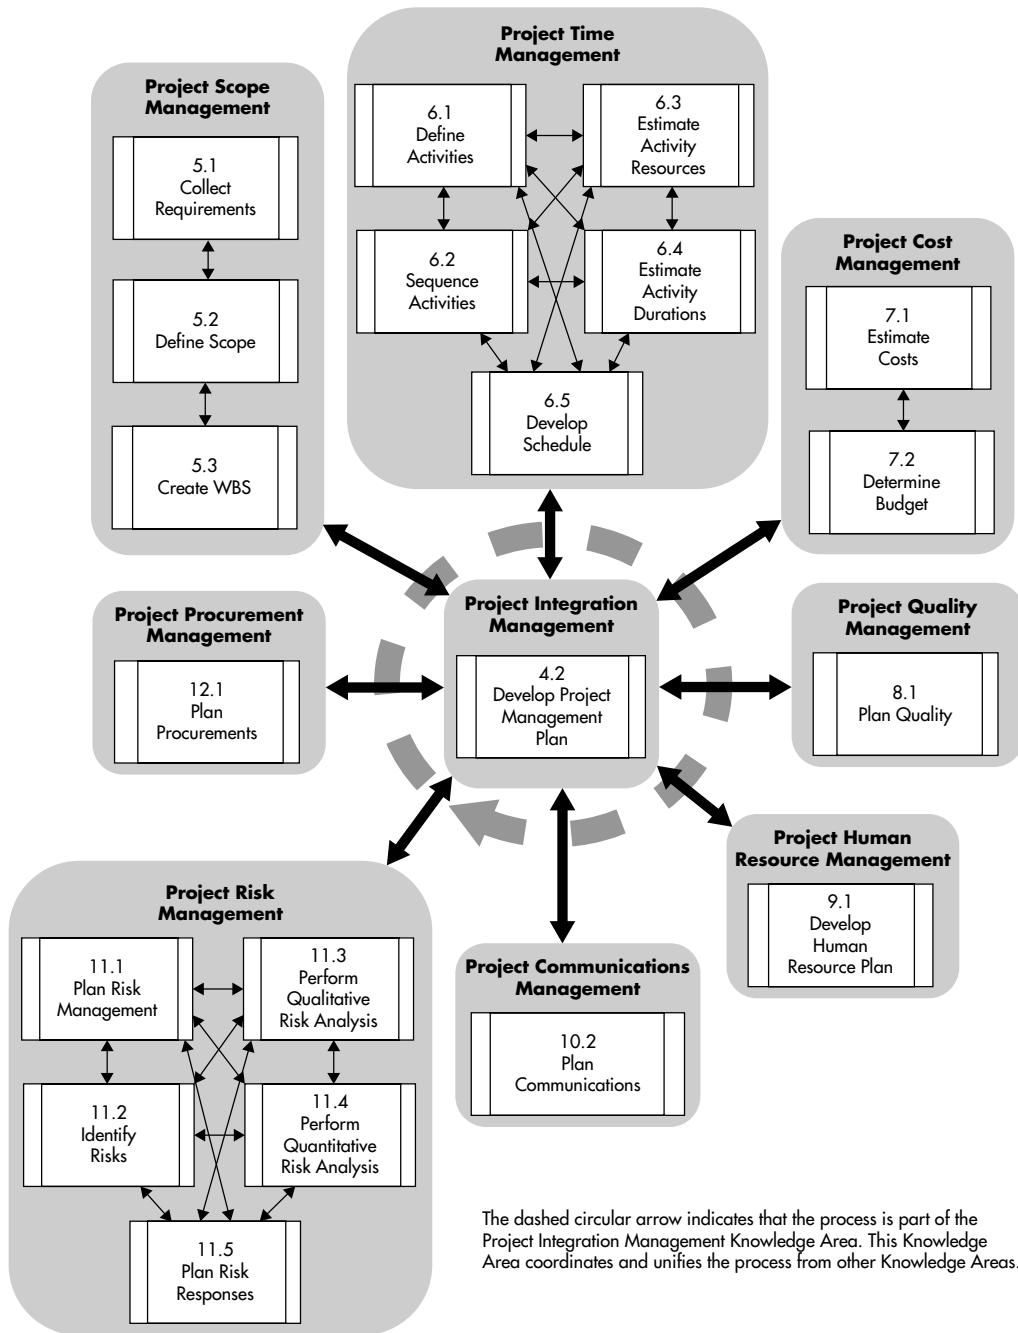 Project Time
Management
6.1
Define
Activities
6.3
Estimate
Activity
Resources
6.2
Sequence
Activities
6.4
Estimate
Activity
Durations
6.5
Develop
Schedule
Project Scope
Management
5.1
Collect
Requirements
5.2
Define Scope
5.3
Create WBS
Project Cost
Management
7.1
Estimate
Costs
7.2
Determine
Budget
Project Procurement
Management
12.1
Plan
Procurements
Project Integration
Management
4.2
Develop Project
Management
Plan
Project Quality
Management
8.1
Plan Quality
Project Human
Resource Management
9.1
Develop
Human
Resource Plan
Project Risk
Management
11.1
Plan Risk
Management
11.3
Perform
Qualitative
Risk Analysis
11.2
Identify
Risks
11.4
Perform
Quantitative
Risk Analysis
11.5
Plan Risk
Responses
Project Communications
Management
10.2
Plan
Communications
The dashed circular arrow indicates that the process is part of the
Project Integration Management Knowledge Area. This Knowledge
Area coordinates and unifies the process from other Knowledge Areas.